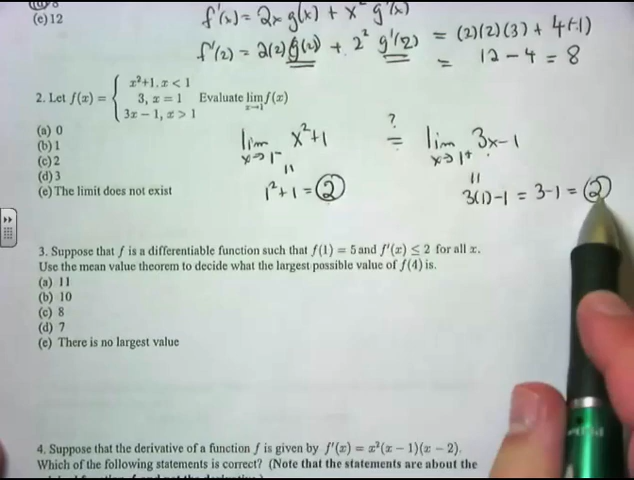 (e) 12
f'(x) = 2x g(x) + x² g'(x)
f'(2) = 2(2) g(2) + 2² g'(2) = (2)(2)(3) + 4(-1)
= 12 - 4 = 8
2. Let f(x) = { x²+1, x < 1
3, x = 1 Evaluate lim x→1 f(x)
3x − 1, x > 1
(a) 0
(b) 1
(c) 2
(d) 3
(e) The limit does not exist
lim x→1⁻ x²+1 ?= lim x→1⁺ 3x-1
=
1²+1 = 2
=
3(1)-1 = 3-1 = 2
3. Suppose that f is a differentiable function such that f(1) = 5 and f'(x) ≤ 2 for all x.
Use the mean value theorem to decide what the largest possible value of f(4) is.
(a) 11
(b) 10
(c) 8
(d) 7
(e) There is no largest value
4. Suppose that the derivative of a function f is given by f'(x) = x²(x − 1)(x − 2).
Which of the following statements is correct? (Note that the statements are about the